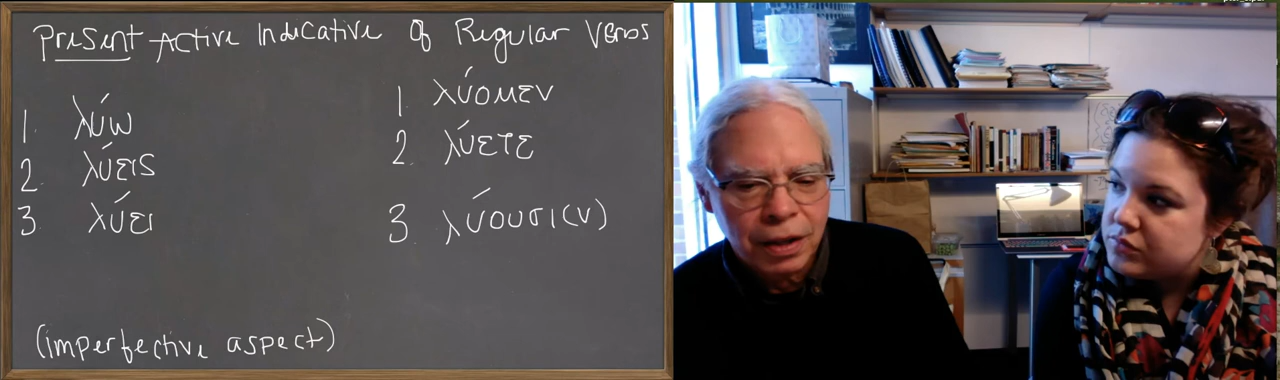 Present Active Indicative Of Regular Verbs
1. λύω
2. λύεις
3 λύει
1. λύομεν
2. λύετε
3 λύουσι(ν)
(imperfective aspect)